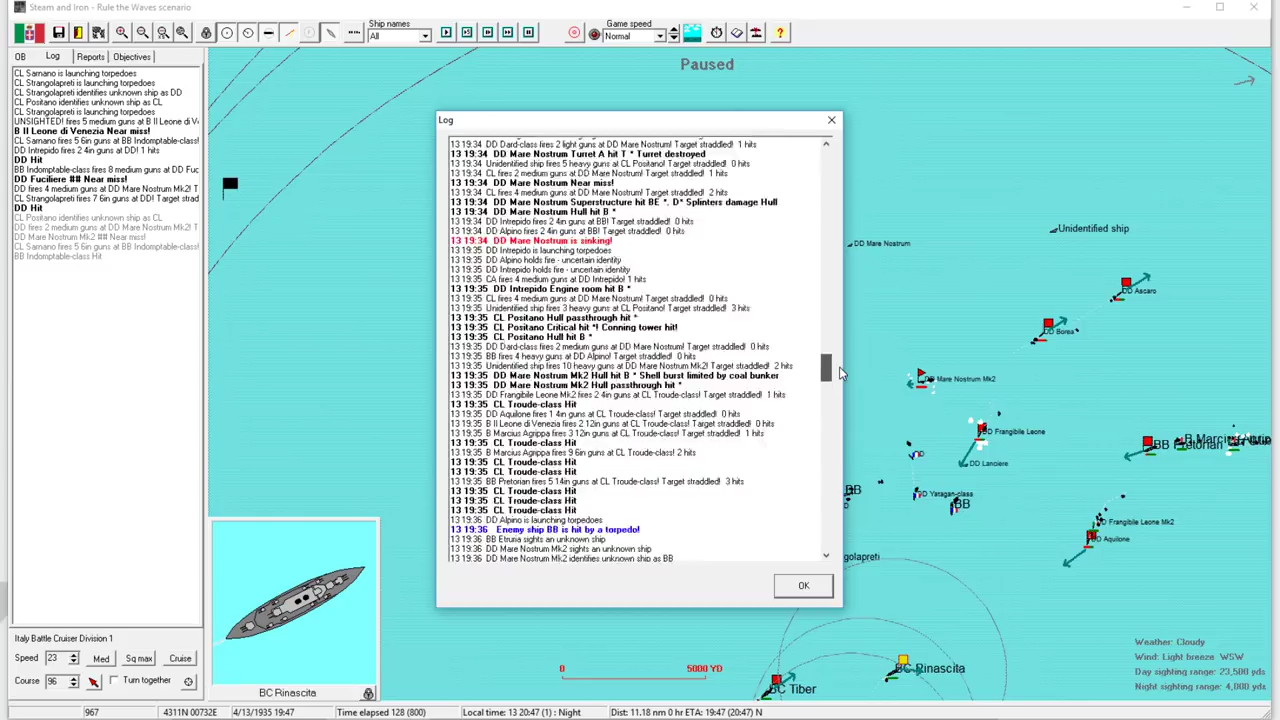 Steam and Iron - Rule the Waves scenario
Ship names
All
Game speed
Normal
OB
Log
Reports
Objectives
Paused
CL Sarnano is launching torpedoes
CL Strangolapreti is launching torpedoes
CL Strangolapreti identifies unknown ship as DD
CL Positano identifies unknown ship as CL
CL Strangolapreti is launching torpedoes
UNSIGHTED! fires 5 medium guns at B Il Leone di V
B Il Leone di Venezia Near miss!
CL Sarnano fires 5 6in guns at BB Indomptable-class!
DD Intrepido fires 2 4in guns at DD! 1 hits
DD Hit
BB Indomptable-class fires 8 medium guns at DD Fuc
DD Fuciliere ## Near miss!
DD fires 4 medium guns at DD Mare Nostrum Mk2! T
CL Strangolapreti fires 7 6in guns at DD! Target strad
DD Hit
CL Positano identifies unknown ship as CL
DD fires 2 medium guns at DD Mare Nostrum Mk2! T
DD Mare Nostrum Mk2 ## Near miss!
CL Sarnano fires 5 6in guns at BB Indomptable-class!
BB Indomptable-class Hit
Log
13 19:34 DD Dard-class fires 2 light guns at DD Mare Nostrum! Target straddled! 1 hits
13 19:34 DD Mare Nostrum Turret A hit T * Turret destroyed
13 19:34 Unidentified ship fires 5 heavy guns at CL Positano! Target straddled! 0 hits
13 19:34 CL fires 2 medium guns at DD Mare Nostrum! Target straddled! 1 hits
13 19:34 DD Mare Nostrum Near miss!
13 19:34 CL fires 4 medium guns at DD Mare Nostrum! Target straddled! 2 hits
13 19:34 DD Mare Nostrum Superstructure hit BE *. D* Splinters damage Hull
13 19:34 DD Mare Nostrum Hull hit B *
13 19:34 DD Intrepido fires 2 4in guns at BB! Target straddled! 0 hits
13 19:34 DD Alpino fires 2 4in guns at BB! Target straddled! 0 hits
13 19:34 DD Mare Nostrum is sinking!
13 19:35 DD Intrepido is launching torpedoes
13 19:35 DD Alpino holds fire - uncertain identity
13 19:35 DD Intrepido holds fire - uncertain identity
13 19:35 CA fires 4 medium guns at DD Intrepido! 1 hits
13 19:35 DD Intrepido Engine room hit B *
13 19:35 CL fires 4 medium guns at DD Mare Nostrum! Target straddled! 0 hits
13 19:35 Unidentified ship fires 3 heavy guns at CL Positano! Target straddled! 3 hits
13 19:35 CL Positano Hull passthrough hit *
13 19:35 CL Positano Critical hit *! Conning tower hit!
13 19:35 CL Positano Hull hit B *
13 19:35 DD Dard-class fires 2 medium guns at DD Mare Nostrum! Target straddled! 0 hits
13 19:35 BB fires 4 heavy guns at DD Alpino! Target straddled! 0 hits
13 19:35 Unidentified ship fires 10 heavy guns at DD Mare Nostrum Mk2! Target straddled! 2 hits
13 19:35 DD Mare Nostrum Mk2 Hull hit B * Shell burst limited by coal bunker
13 19:35 DD Mare Nostrum Mk2 Hull passthrough hit *
13 19:35 DD Frangibile Leone Mk2 fires 2 4in guns at CL Troude-class! Target straddled! 1 hits
13 19:35 CL Troude-class Hit
13 19:35 DD Aquilone fires 1 4in guns at CL Troude-class! Target straddled! 0 hits
13 19:35 B Il Leone di Venezia fires 2 12in guns at CL Troude-class! Target straddled! 0 hits
13 19:35 B Marcius Agrippa fires 3 12in guns at CL Troude-class! Target straddled! 1 hits
13 19:35 CL Troude-class Hit
13 19:35 B Marcius Agrippa fires 9 6in guns at CL Troude-class! 2 hits
13 19:35 CL Troude-class Hit
13 19:35 CL Troude-class Hit
13 19:35 BB Pretorian fires 5 14in guns at CL Troude-class! Target straddled! 3 hits
13 19:35 CL Troude-class Hit
13 19:35 CL Troude-class Hit
13 19:35 CL Troude-class Hit
13 19:36 DD Alpino is launching torpedoes
13 19:36 Enemy ship BB is hit by a torpedo!
13 19:36 BB Etruria sights an unknown ship
13 19:36 DD Mare Nostrum Mk2 sights an unknown ship
13 19:36 DD Mare Nostrum Mk2 identifies unknown ship as BB
OK
Unidentified ship
DD Mare Nostrum
DD Ascaro
DD Borea
DD Mare Nostrum Mk2
DD Frangibile Leone
BB Pretorian
B Marcius
DD Lanciere
BB
DD Yatagan-class
BB
DD Frangibile Leone Mk2
DD Aquilone
golapreti
BC Rinascita
BC Tiber
0
5000 YD
Weather: Cloudy
Wind: Light breeze WSW
Day sighting range: 23,500 yds
Night sighting range: 4,000 yds
Italy Battle Cruiser Division 1
Speed
23
Med
Sq max
Cruise
Course
96
Turn together
BC Rinascita
967
4311N 00732E
4/13/1935 19:47
Time elapsed 128 (800)
Local time: 13 20:47 (1) : Night
Dist: 11.18 nm 0 hr ETA: 19:47 (20:47) N